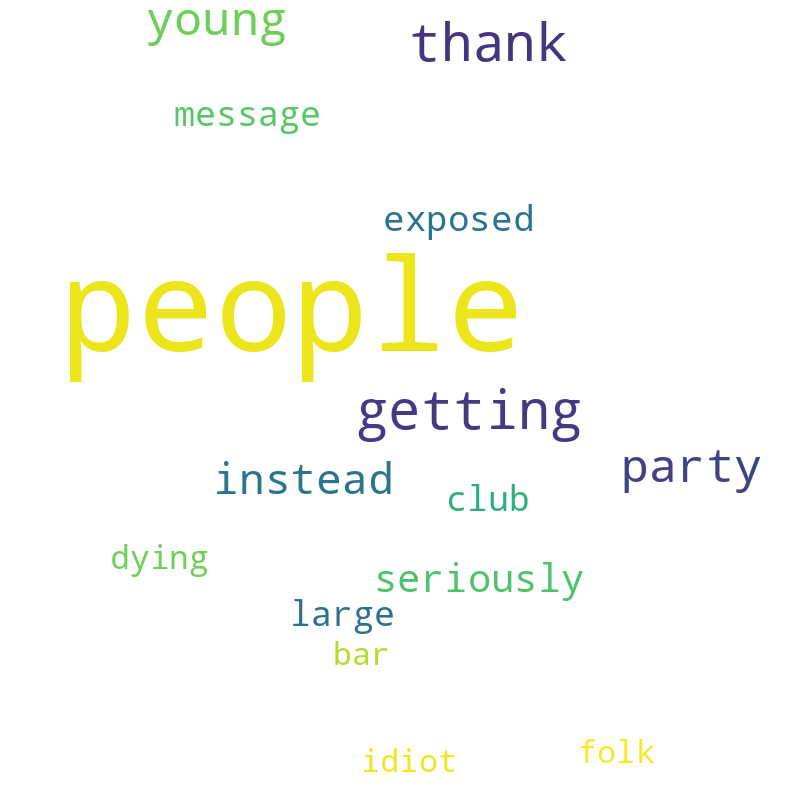 young
thank
message
exposed
people
getting
party
instead
club
dying
seriously
large
bar
folk
idiot